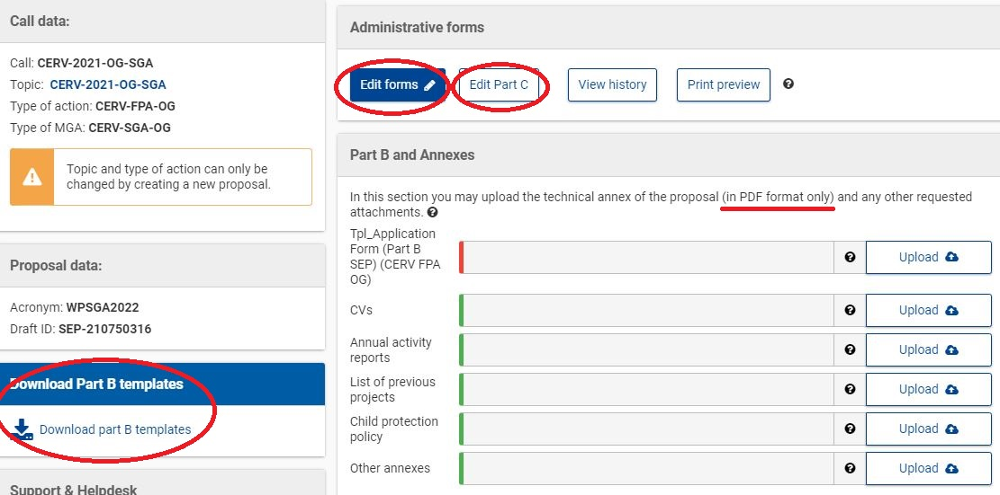 Call data:
Call: CERV-2021-OG-SGA
Topic: CERV-2021-OG-SGA
Type of action: CERV-FPA-OG
Type of MGA: CERV-SGA-OG
Topic and type of action can only be
changed by creating a new proposal.
Proposal data:
Acronym: WPSGA2022
Draft ID: SEP-210750316
Download Part B templates
Download part B templates
Support & Helpdesk
Administrative forms
Edit forms
Edit Part C
View history
Print preview
Part B and Annexes
In this section you may upload the technical annex of the proposal (in PDF format only) and any other requested
attachments.
Tpl_Application
Form (Part B
SEP) (CERV FPA
OG)
Upload
CVs
Upload
Annual activity
reports
Upload
List of previous
projects
Upload
Child protection
policy
Upload
Other annexes
Upload